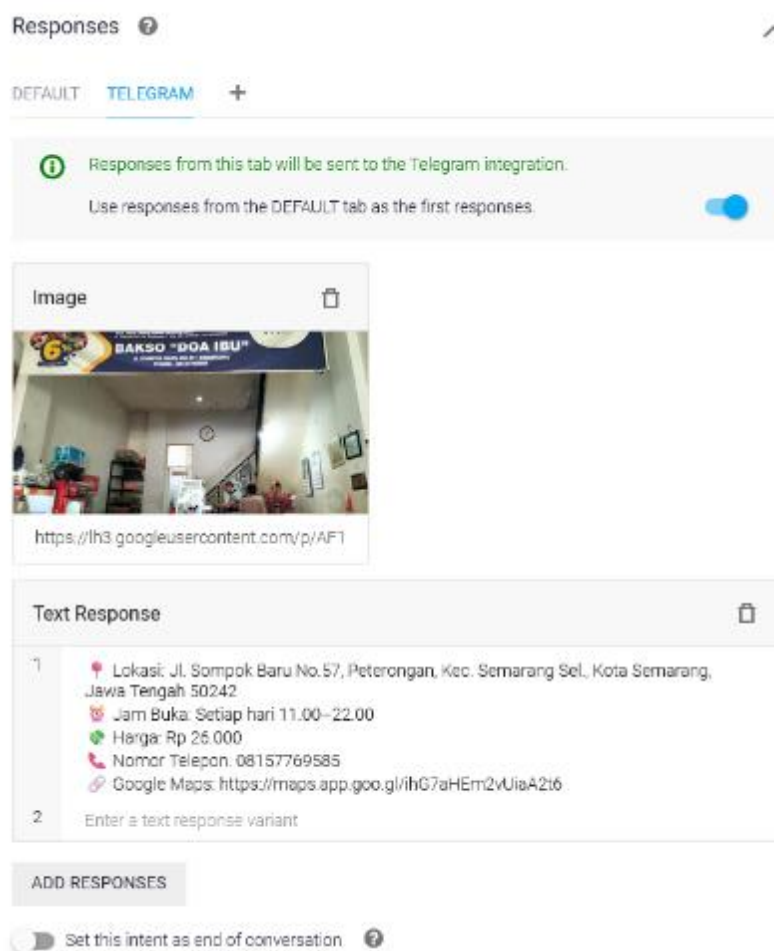 Responses
DEFAULT TELEGRAM +
Responses from this tab will be sent to the Telegram integration.
Use responses from the DEFAULT tab as the first responses.
Image
BAKSO "DOA IBU"
https://lh3.googleusercontent.com/p/AF1
Text Response
1
📍 Lokasi: Jl. Sompok Baru No.57, Peterongan, Kec. Semarang Sel., Kota Semarang,
Jawa Tengah 50242
⏰ Jam Buka: Setiap hari 11.00–22.00
💸 Harga: Rp 26.000
📞 Nomor Telepon: 08157769585
🔗 Google Maps: https://maps.app.goo.gl/ihG7aHEm2vUiaA2t6
2 Enter a text response variant
ADD RESPONSES
Set this intent as end of conversation